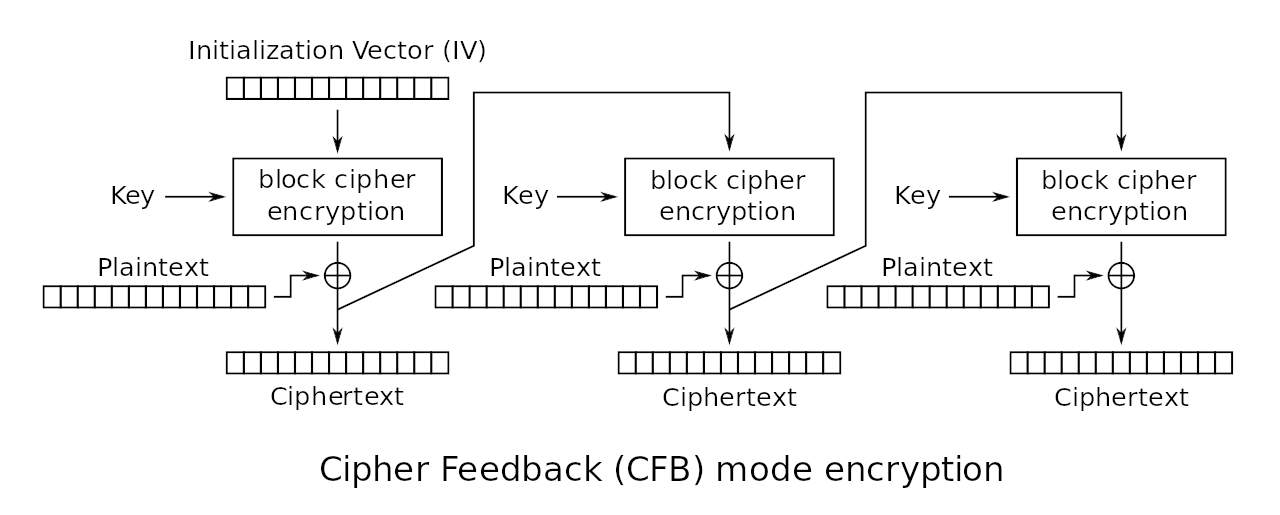 Initialization Vector (IV)
Key
block cipher
encryption
Key
block cipher
encryption
Key
block cipher
encryption
Plaintext
Plaintext
Plaintext
Ciphertext
Ciphertext
Ciphertext
Cipher Feedback (CFB) mode encryption